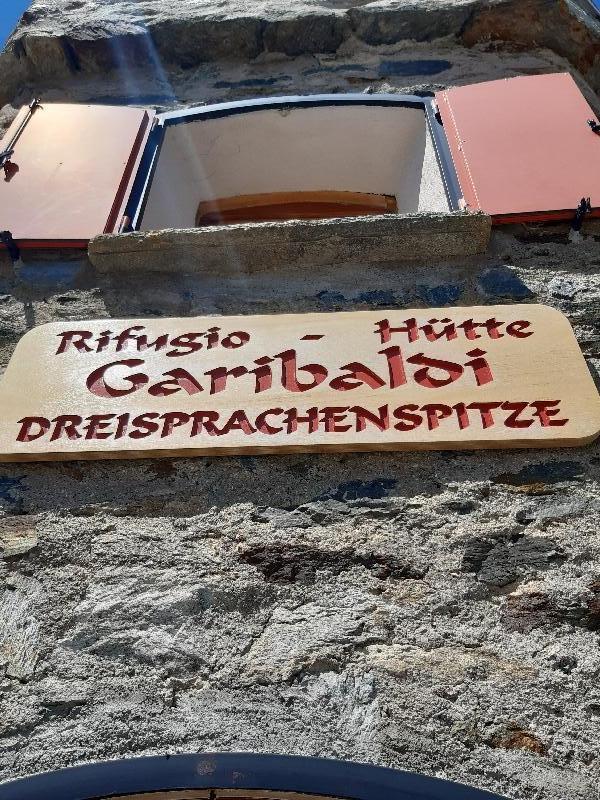 Rifugio - Hütte
Garibaldi
DREISPRACHENSPITZE